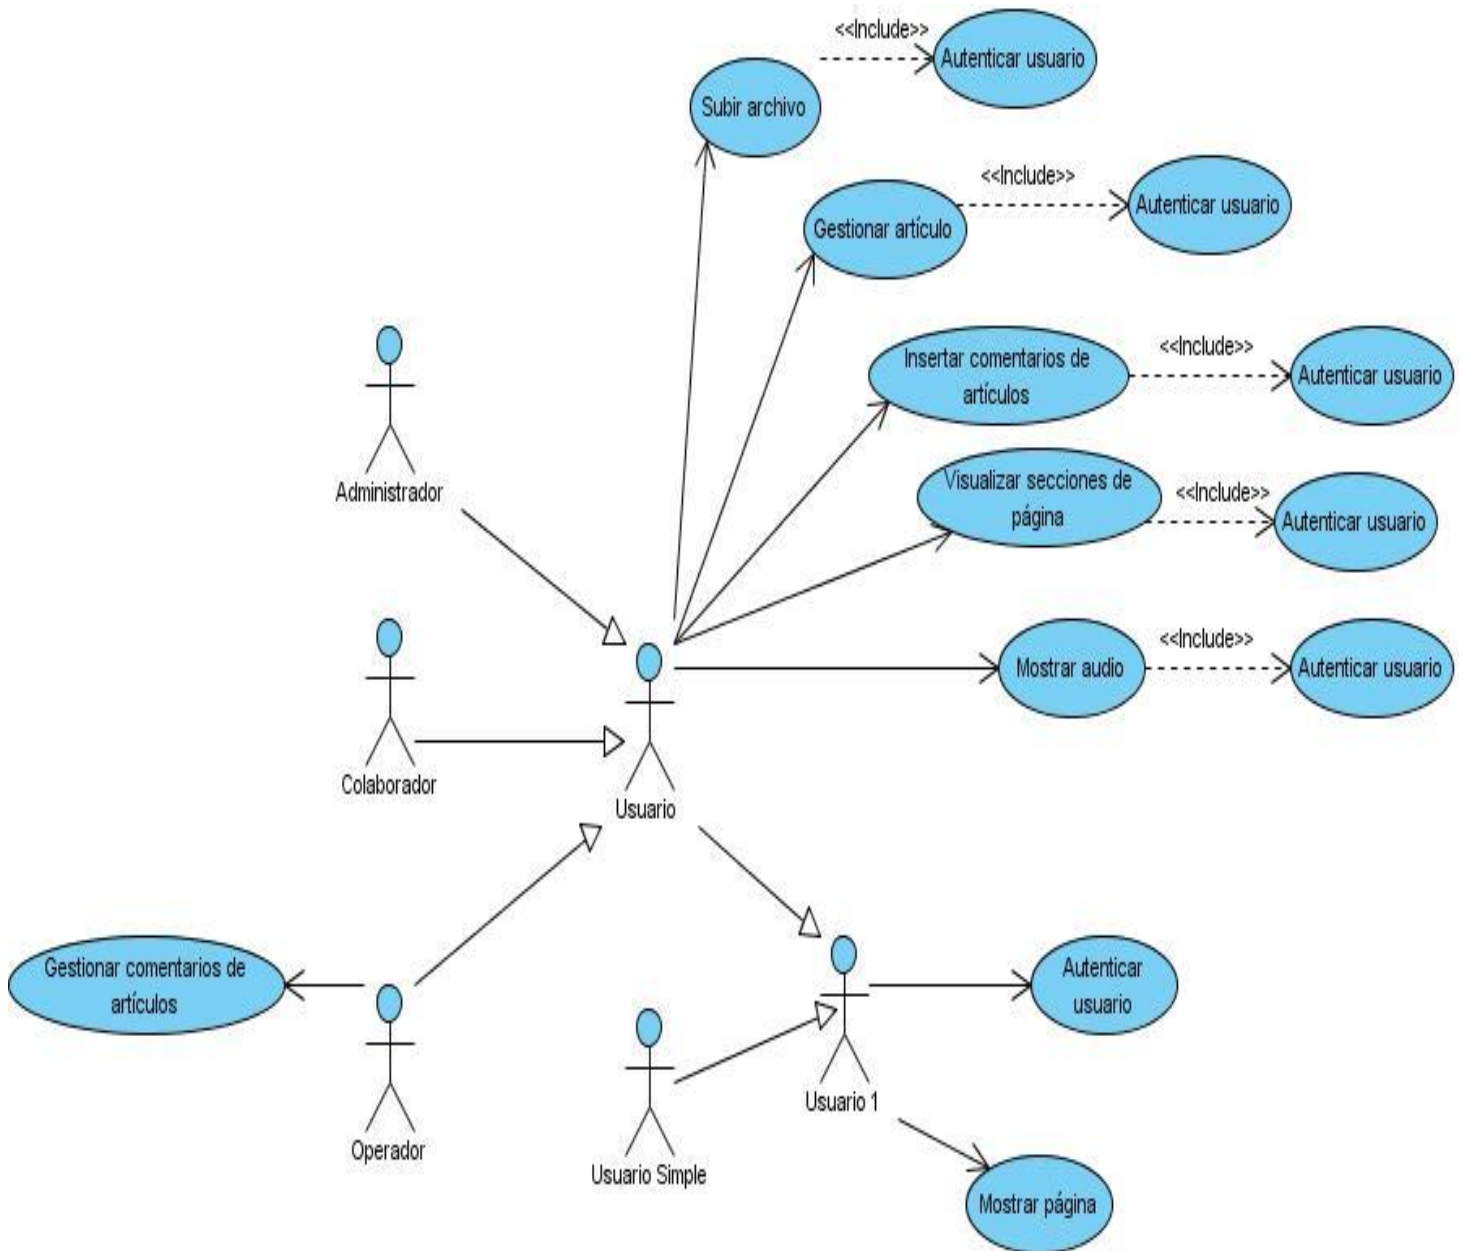 <<Include>>
Autenticar usuario
Subir archivo
<<Include>>
Autenticar usuario
Gestionar artículo
<<Include>>
Insertar comentarios de
artículos
Autenticar usuario
Administrador
Visualizar secciones de
página
<<Include>>
Autenticar usuario
<<Include>>
Mostrar audio
Autenticar usuario
Colaborador
Usuario
Gestionar comentarios de
artículos
Autenticar
usuario
Usuario 1
Operador
Usuario Simple
Mostrar página